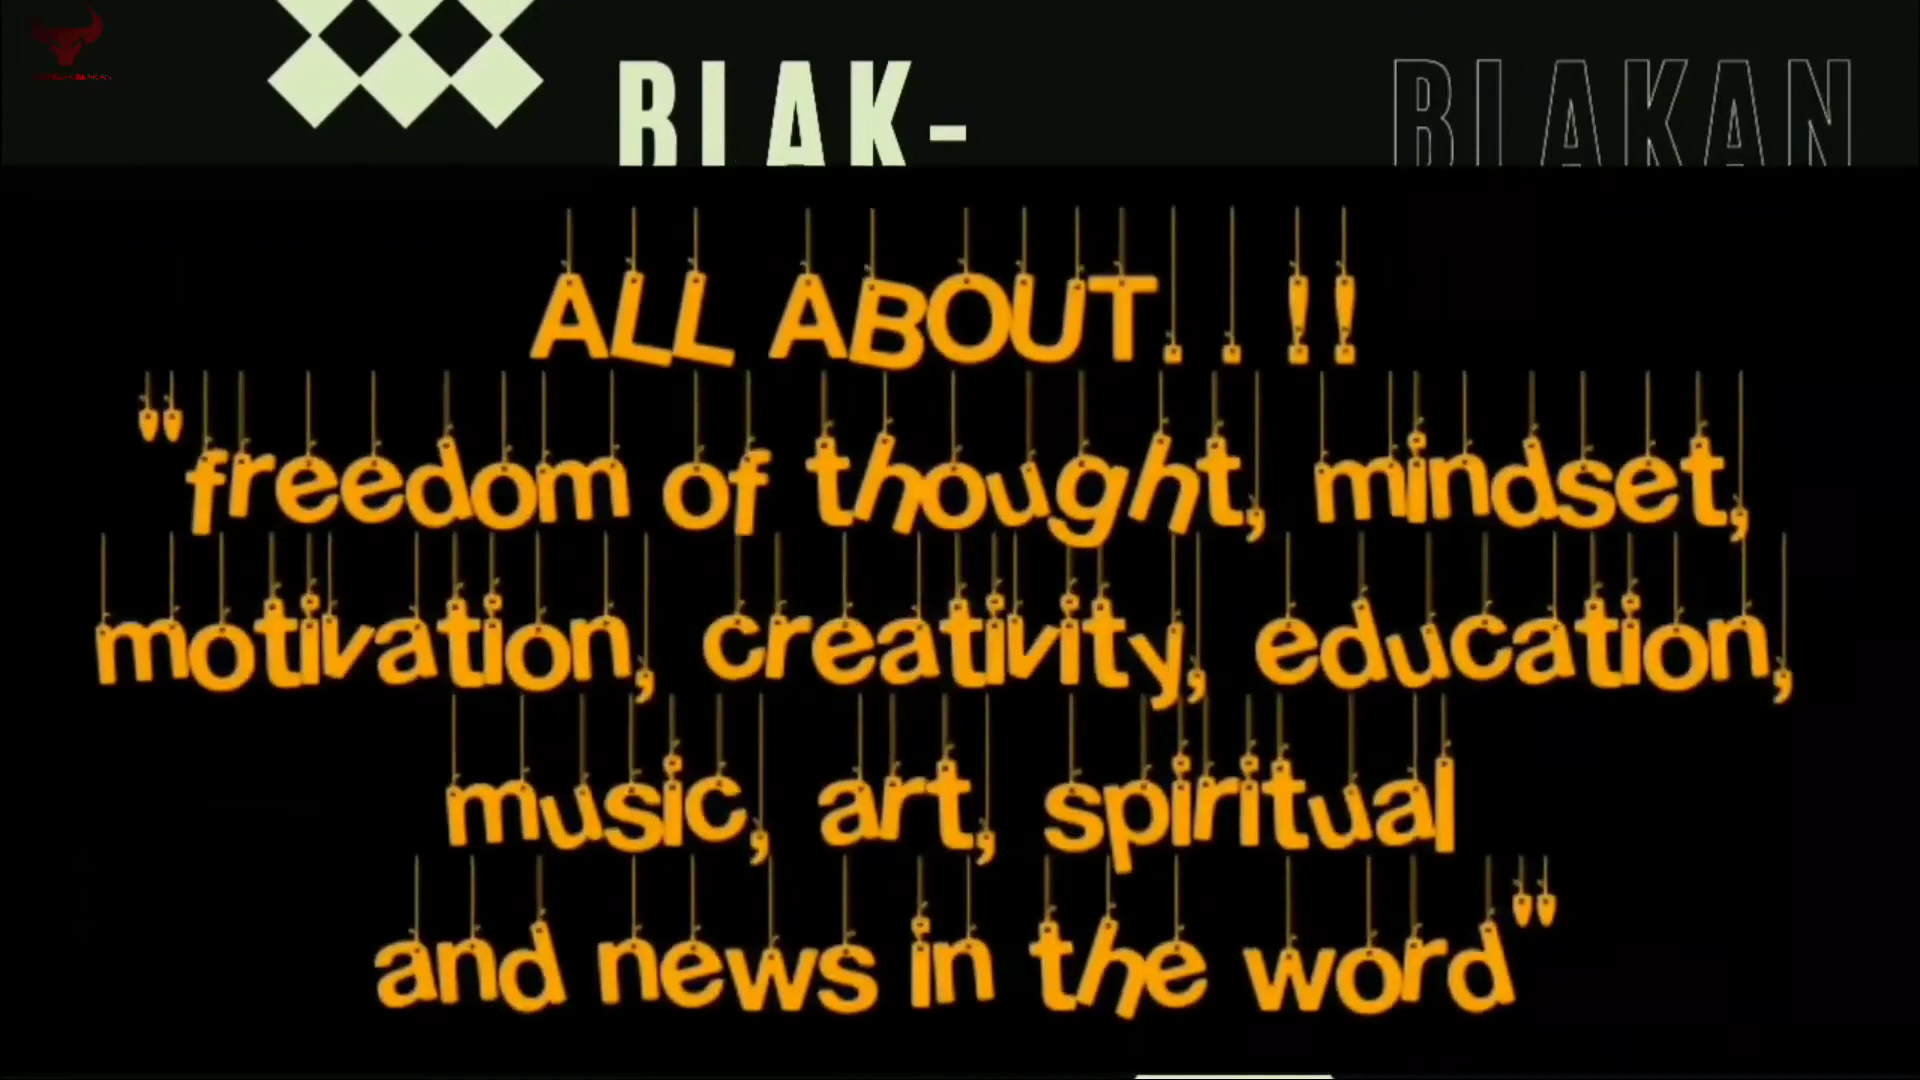 BLAK-
BLAKAN
ALL ABOUT. . !!
"freedom of thought, mindset,
motivation, creativity, education,
music, art, spiritual
and news in the word"